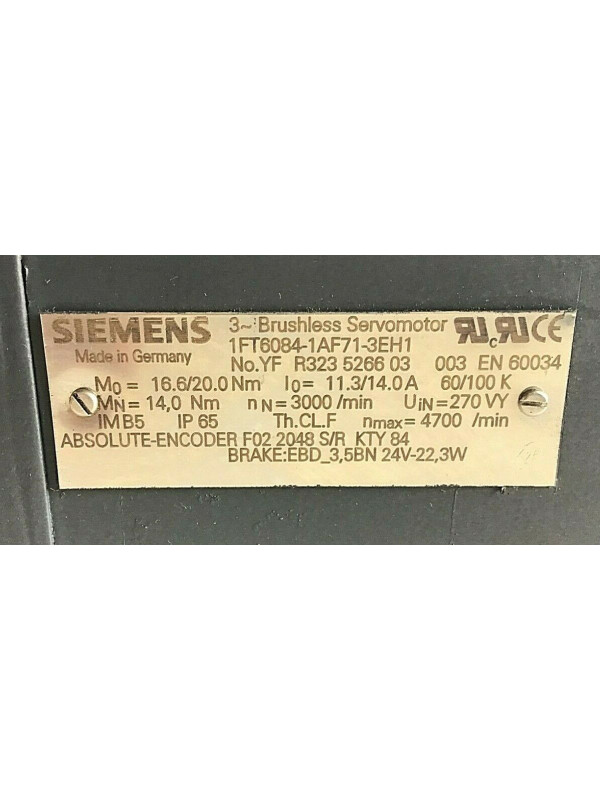 SIEMENS 3~ Brushless Servomotor
Made in Germany 1FT6084-1AF71-3EH1
No.YF R323 5266 03 003 EN 60034
M0 = 16.6/20.0 Nm I0 = 11.3/14.0 A 60/100 K
MN = 14,0 Nm nN = 3000 /min UIN = 270 VY
IM B5 IP 65 Th.CL.F nmax= 4700 /min
ABSOLUTE-ENCODER F02 2048 S/R KTY 84
BRAKE:EBD_3,5BN 24V-22,3W